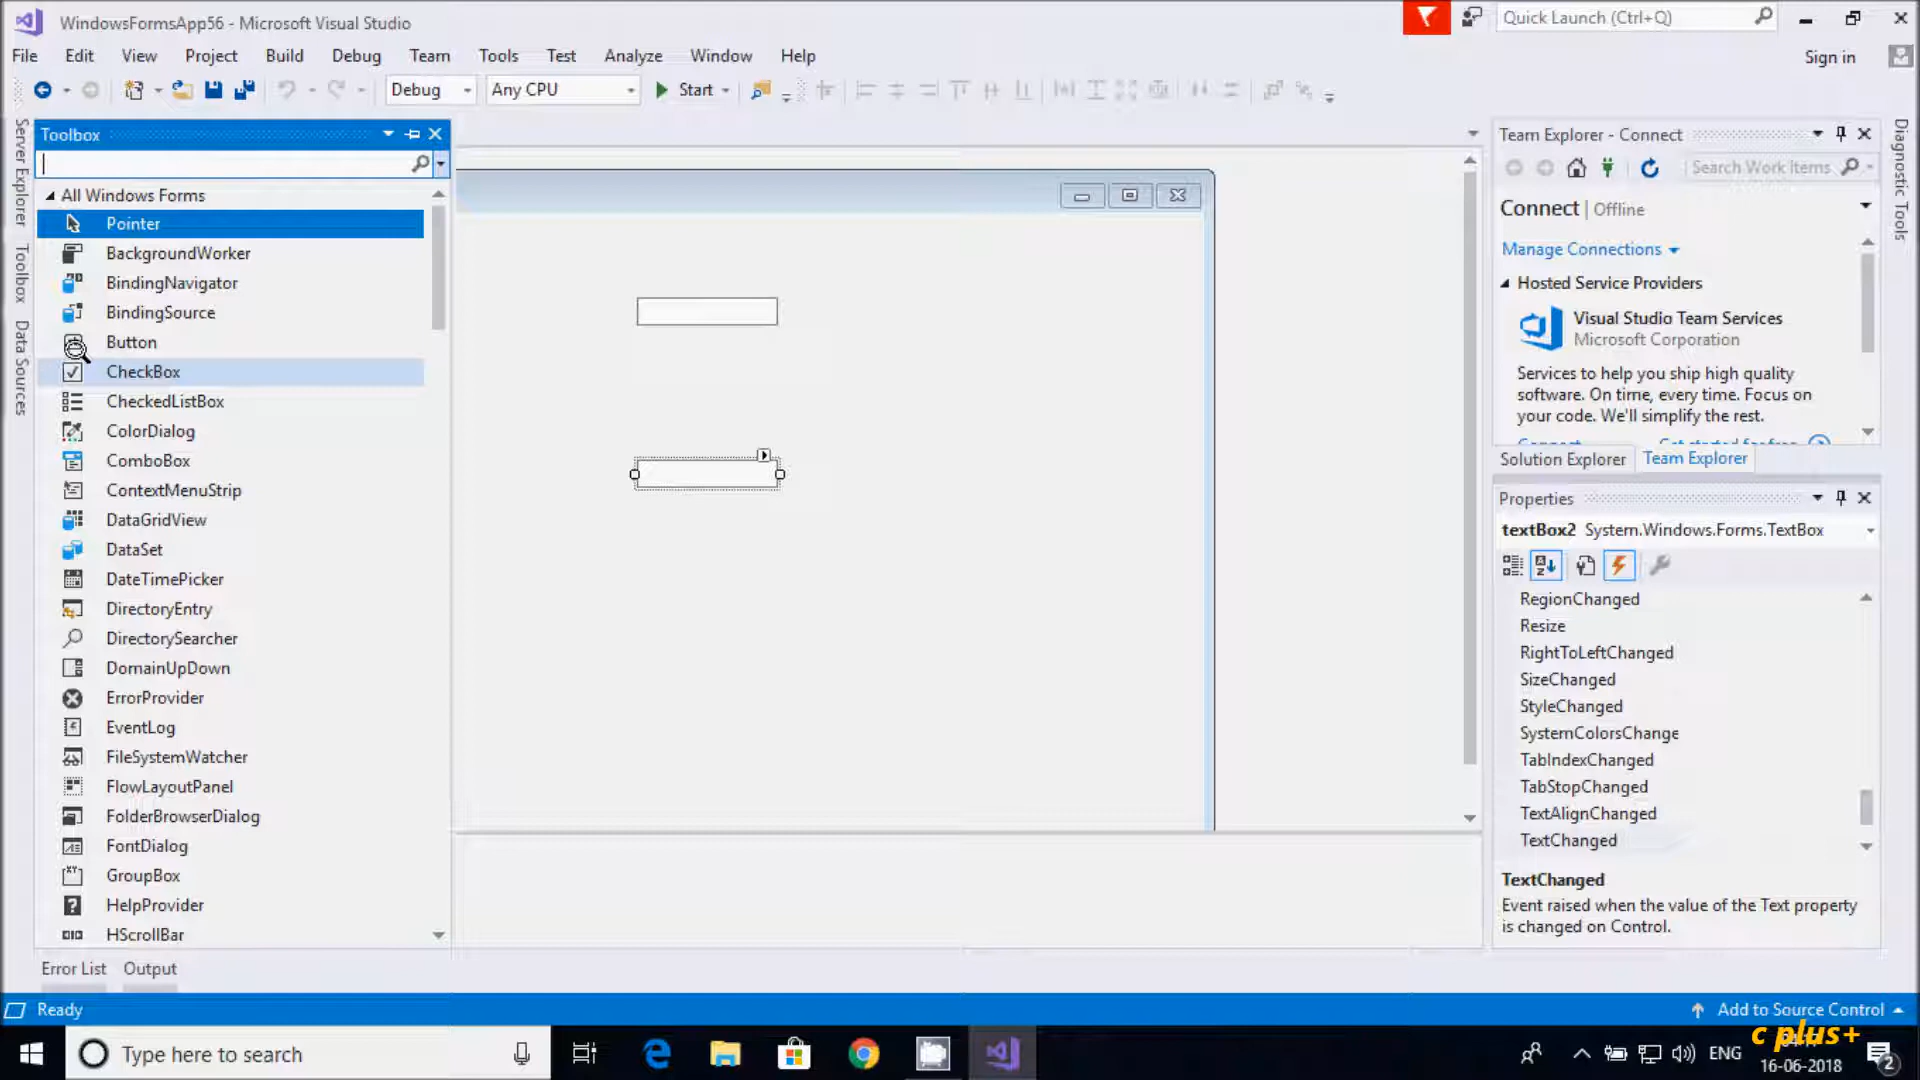 WindowsFormsApp56 - Microsoft Visual Studio
Quick Launch (Ctrl+Q)
File Edit View Project Build Debug Team Tools Test Analyze Window Help
Sign in
Debug Any CPU Start
Server Explorer
Toolbox
Data Sources
Toolbox
All Windows Forms
Pointer
BackgroundWorker
BindingNavigator
BindingSource
Button
CheckBox
CheckedListBox
ColorDialog
ComboBox
ContextMenuStrip
DataGridView
DataSet
DateTimePicker
DirectoryEntry
DirectorySearcher
DomainUpDown
ErrorProvider
EventLog
FileSystemWatcher
FlowLayoutPanel
FolderBrowserDialog
FontDialog
GroupBox
HelpProvider
HScrollBar
Team Explorer - Connect
Search Work Items
Connect | Offline
Manage Connections
Hosted Service Providers
Visual Studio Team Services
Microsoft Corporation
Services to help you ship high quality
software. On time, every time. Focus on
your code. We'll simplify the rest.
Solution Explorer Team Explorer
Diagnostic Tools
Properties
textBox2 System.Windows.Forms.TextBox
RegionChanged
Resize
RightToLeftChanged
SizeChanged
StyleChanged
SystemColorsChange
TabIndexChanged
TabStopChanged
TextAlignChanged
TextChanged
TextChanged
Event raised when the value of the Text property
is changed on Control.
Error List Output
Ready
Add to Source Control
c plus+
Type here to search
ENG
16-06-2018
2